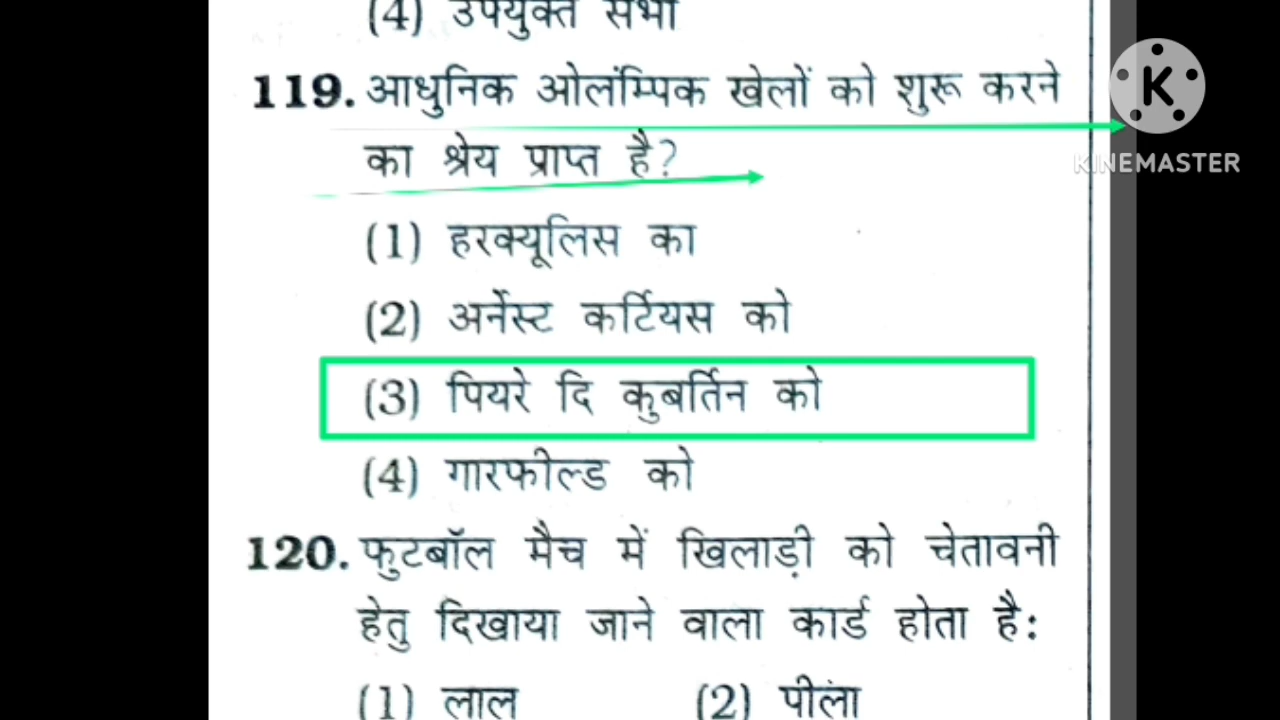 (4) उपर्युक्त सभी
119. आधुनिक ओलंम्पिक खेलों को शुरू करने
K
का श्रेय प्राप्त है?
KINEMASTER
(1) हरक्यूलिस का
(2) अर्नेस्ट कर्टियस को
(3) पियरे दि कुबर्तिन को
(4) गारफील्ड को
120. फुटबॉल मैच में खिलाड़ी को चेतावनी
हेतु दिखाया जाने वाला कार्ड होता है:
(1) लाल (2) पीला